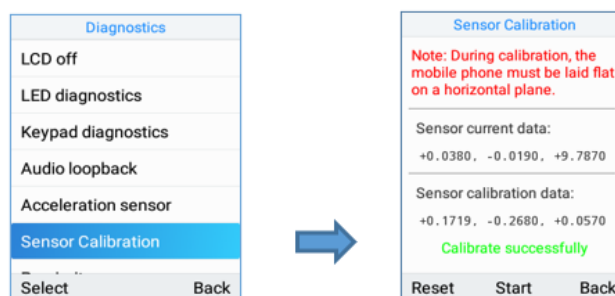 Diagnostics
LCD off
LED diagnostics
Keypad diagnostics
Audio loopback
Acceleration sensor
Sensor Calibration
Select Back
Sensor Calibration
Note: During calibration, the
mobile phone must be laid flat
on a horizontal plane.
Sensor current data:
+0.0380, -0.0190, +9.7870
Sensor calibration data:
+0.1719, -0.2680, +0.0570
Calibrate successfully
Reset Start Back